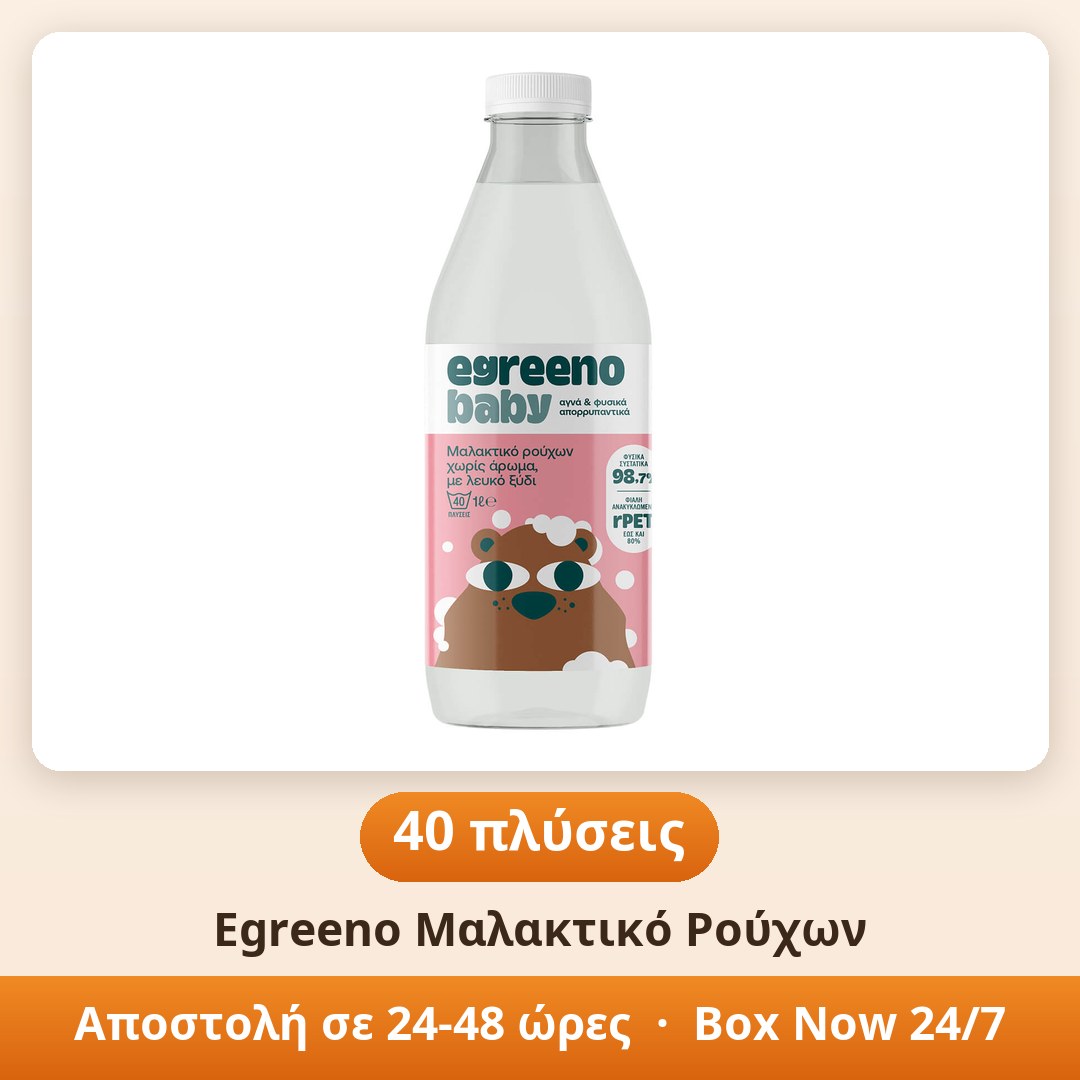 egreeno
baby
αγνά & φυσικά
απορρυπαντικά
Μαλακτικό ρούχων
χωρίς άρωμα,
με λευκό ξύδι
40 1ℓ℮
ΠΛΥΣΕΙΣ
ΦΥΣΙΚΑ
ΣΥΣΤΑΤΙΚΑ
98,7%
ΦΙΑΛΗ
rPET
ΕΩΣ ΚΑΙ
80%
40 πλύσεις
Egreeno Μαλακτικό Ρούχων
Αποστολή σε 24-48 ώρες · Box Now 24/7